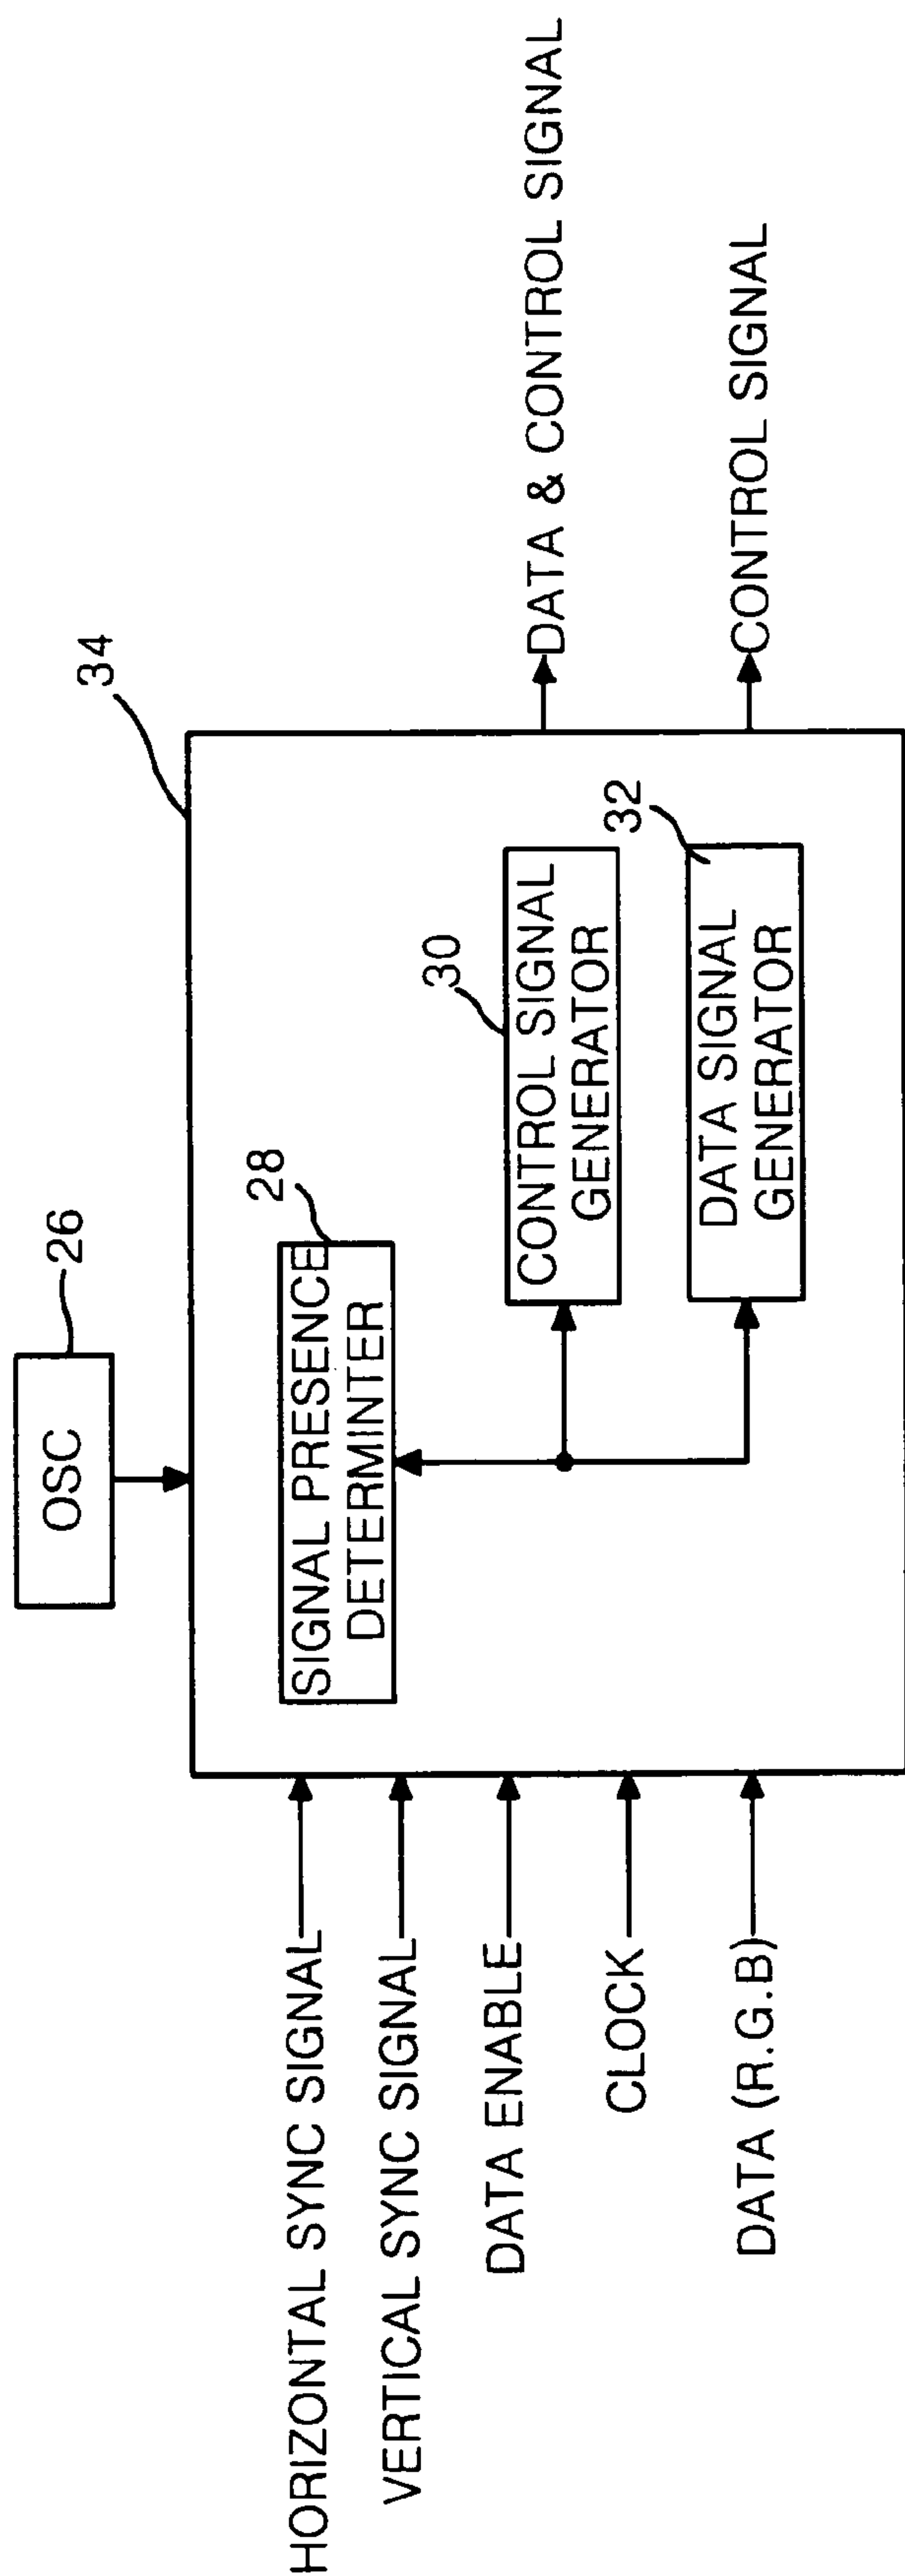 OSC
26
34
HORIZONTAL SYNC SIGNAL
VERTICAL SYNC SIGNAL
DATA ENABLE
CLOCK
DATA (R.G.B)
SIGNAL PRESENCE
DETERMINTER
28
CONTROL SIGNAL
GENERATOR
30
DATA SIGNAL
GENERATOR
32
DATA & CONTROL SIGNAL
CONTROL SIGNAL